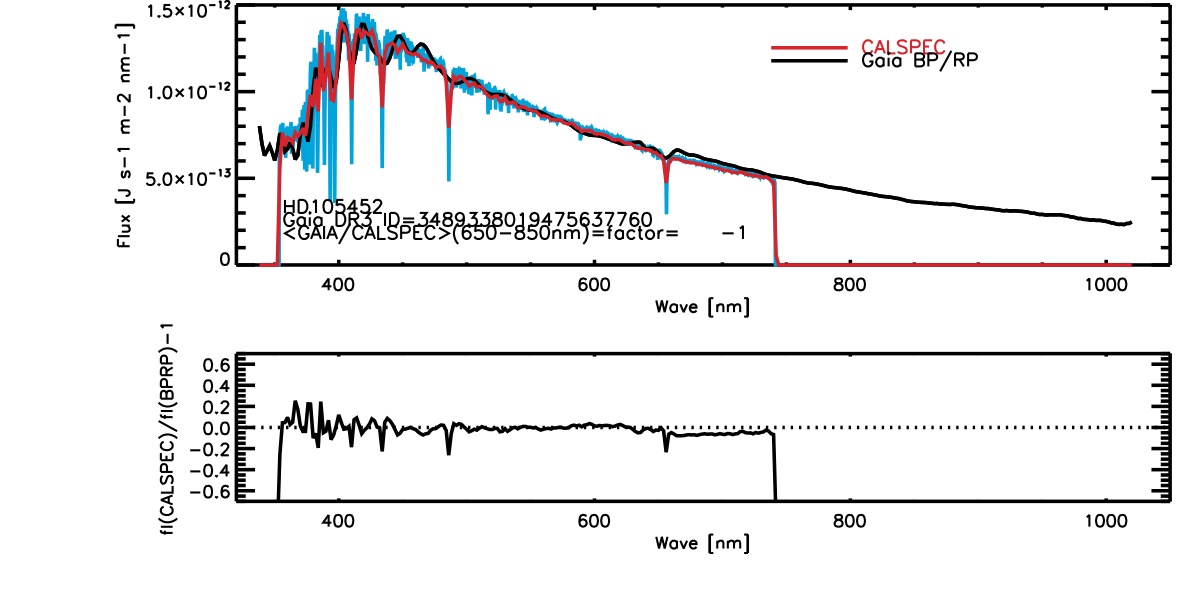 1.5×10−12
1.0×10−12
5.0×10−13
0
Flux [J s−1 m−2 nm−1]
CALSPEC
Gaia BP/RP
HD105452
Gaia DR3 ID=3489338019475637760
<GAIA/CALSPEC>(650−850nm)=factor= −1
400 600 800 1000
Wave [nm]
fl(CALSPEC)/fl(BPRP)−1
0.6
0.4
0.2
0.0
−0.2
−0.4
−0.6
400 600 800 1000
Wave [nm]